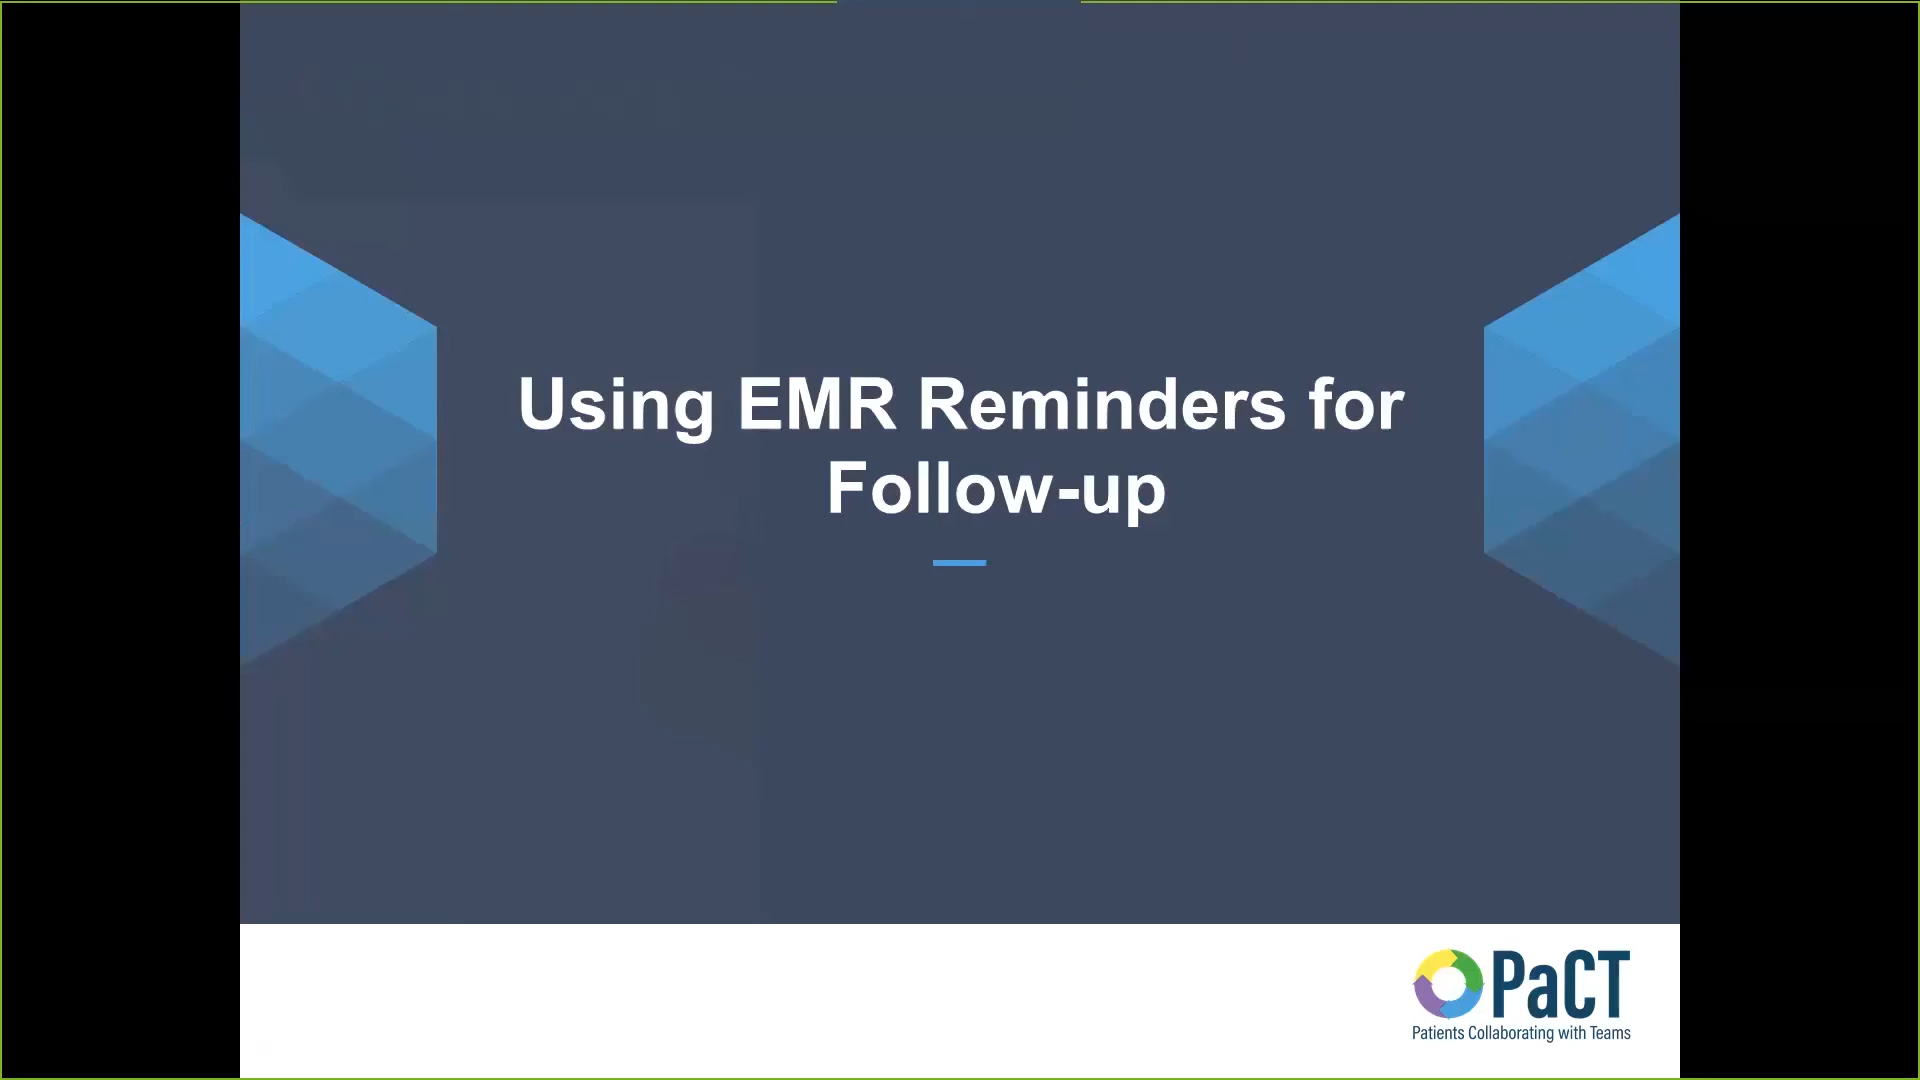 Using EMR Reminders for
Follow-up
PaCT
Patients Collaborating with Teams